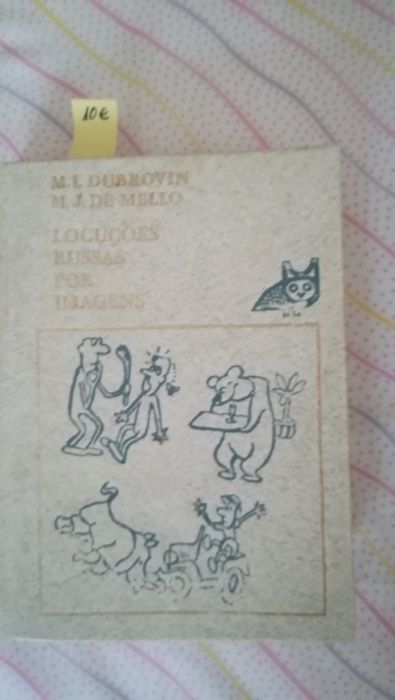 10€
M.I. DUBROVIN
M.J. DE MELLO
LOCUÇÕES
RUSSAS
POR
IMAGENS